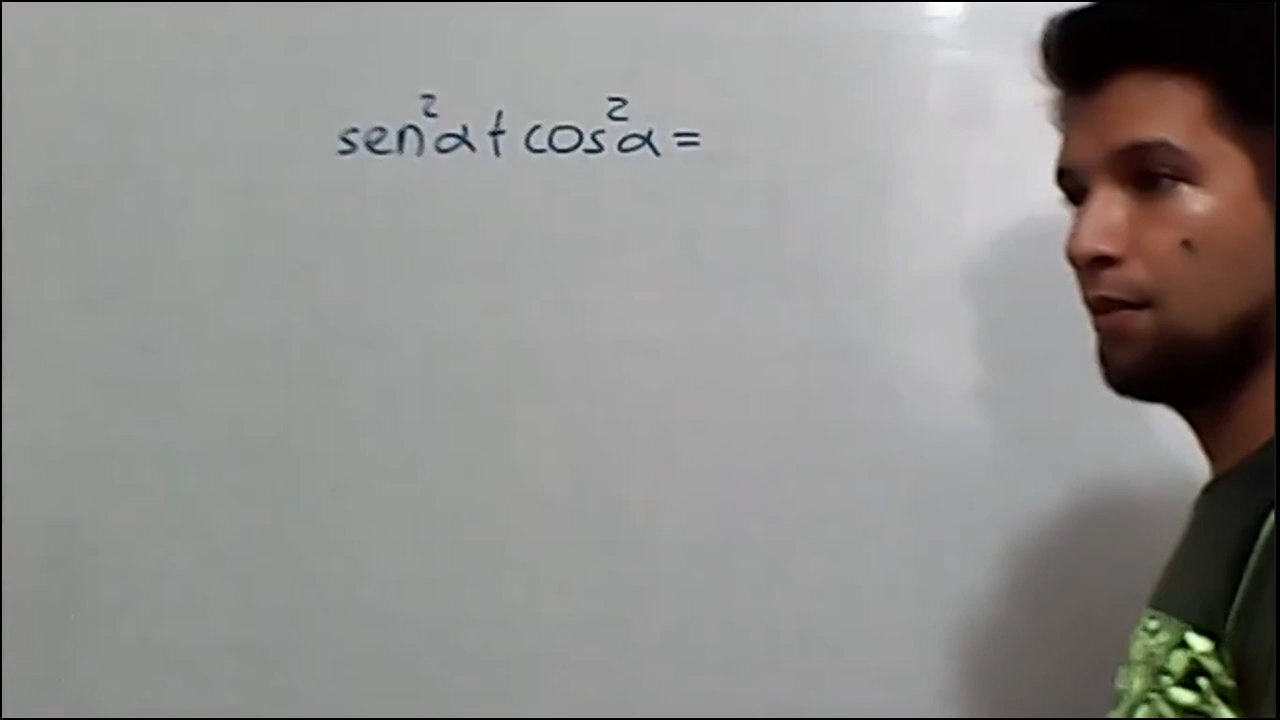 sen²α + cos²α =